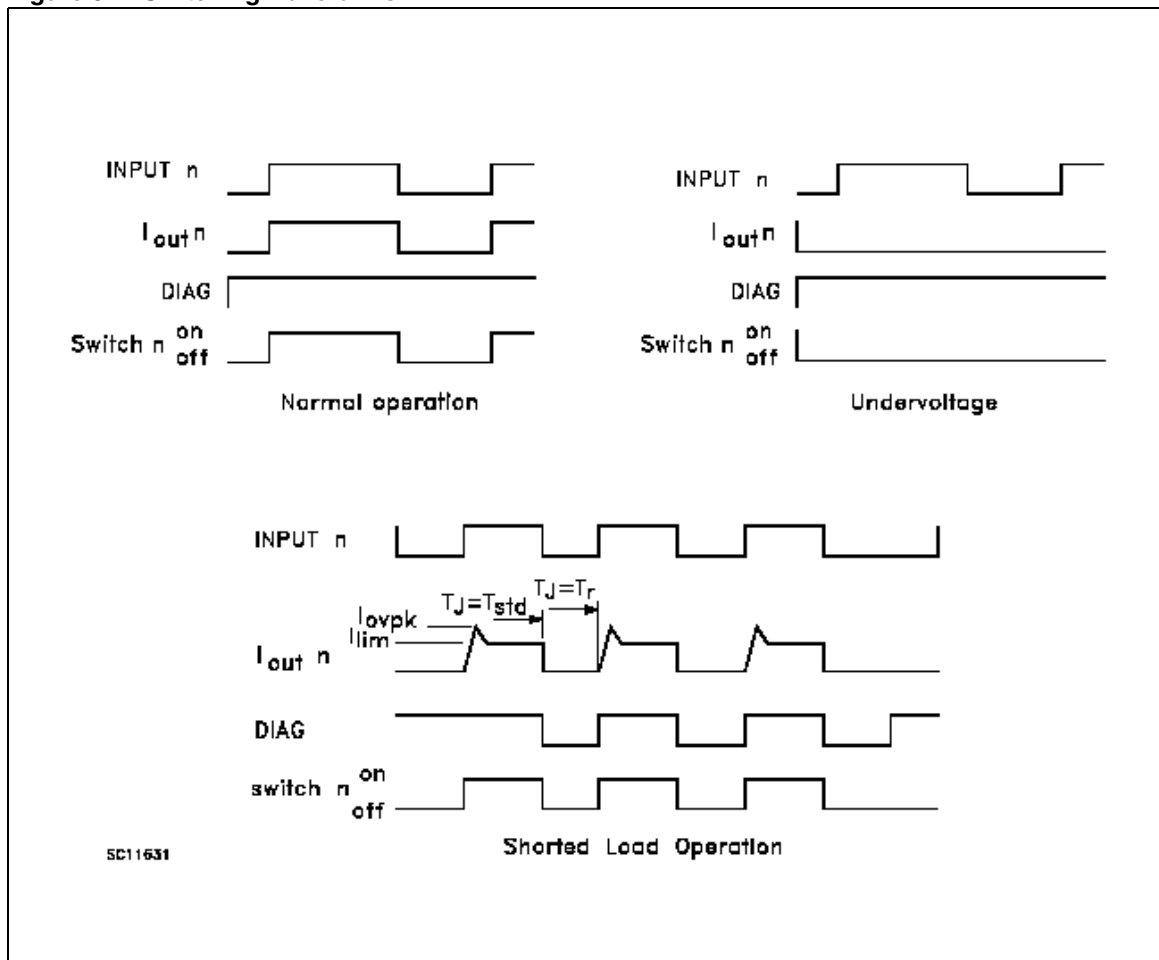 INPUT n
I out n
DIAG
Switch n on off
Normal operation
INPUT n
I out n
DIAG
Switch n on off
Undervoltage
INPUT n
TJ=Tstd
TJ=Tr
Iovpk
Ilim
I out n
DIAG
switch n on off
Shorted Load Operation
SC11631